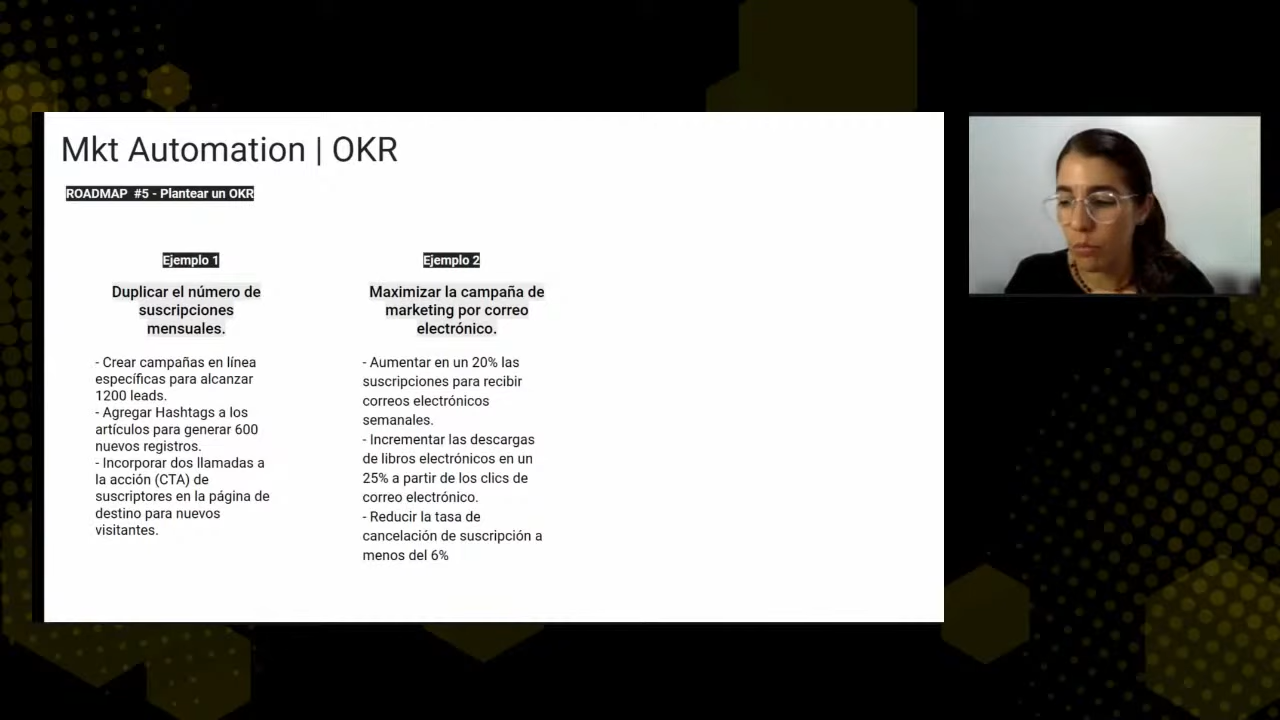 Mkt Automation | OKR
ROADMAP #5 - Plantear un OKR
Ejemplo 1
Duplicar el número de
suscripciones
mensuales.
- Crear campañas en línea
específicas para alcanzar
1200 leads.
- Agregar Hashtags a los
artículos para generar 600
nuevos registros.
- Incorporar dos llamadas a
la acción (CTA) de
suscriptores en la página de
destino para nuevos
visitantes.
Ejemplo 2
Maximizar la campaña de
marketing por correo
electrónico.
- Aumentar en un 20% las
suscripciones para recibir
correos electrónicos
semanales.
- Incrementar las descargas
de libros electrónicos en un
25% a partir de los clics de
correo electrónico.
- Reducir la tasa de
cancelación de suscripción a
menos del 6%